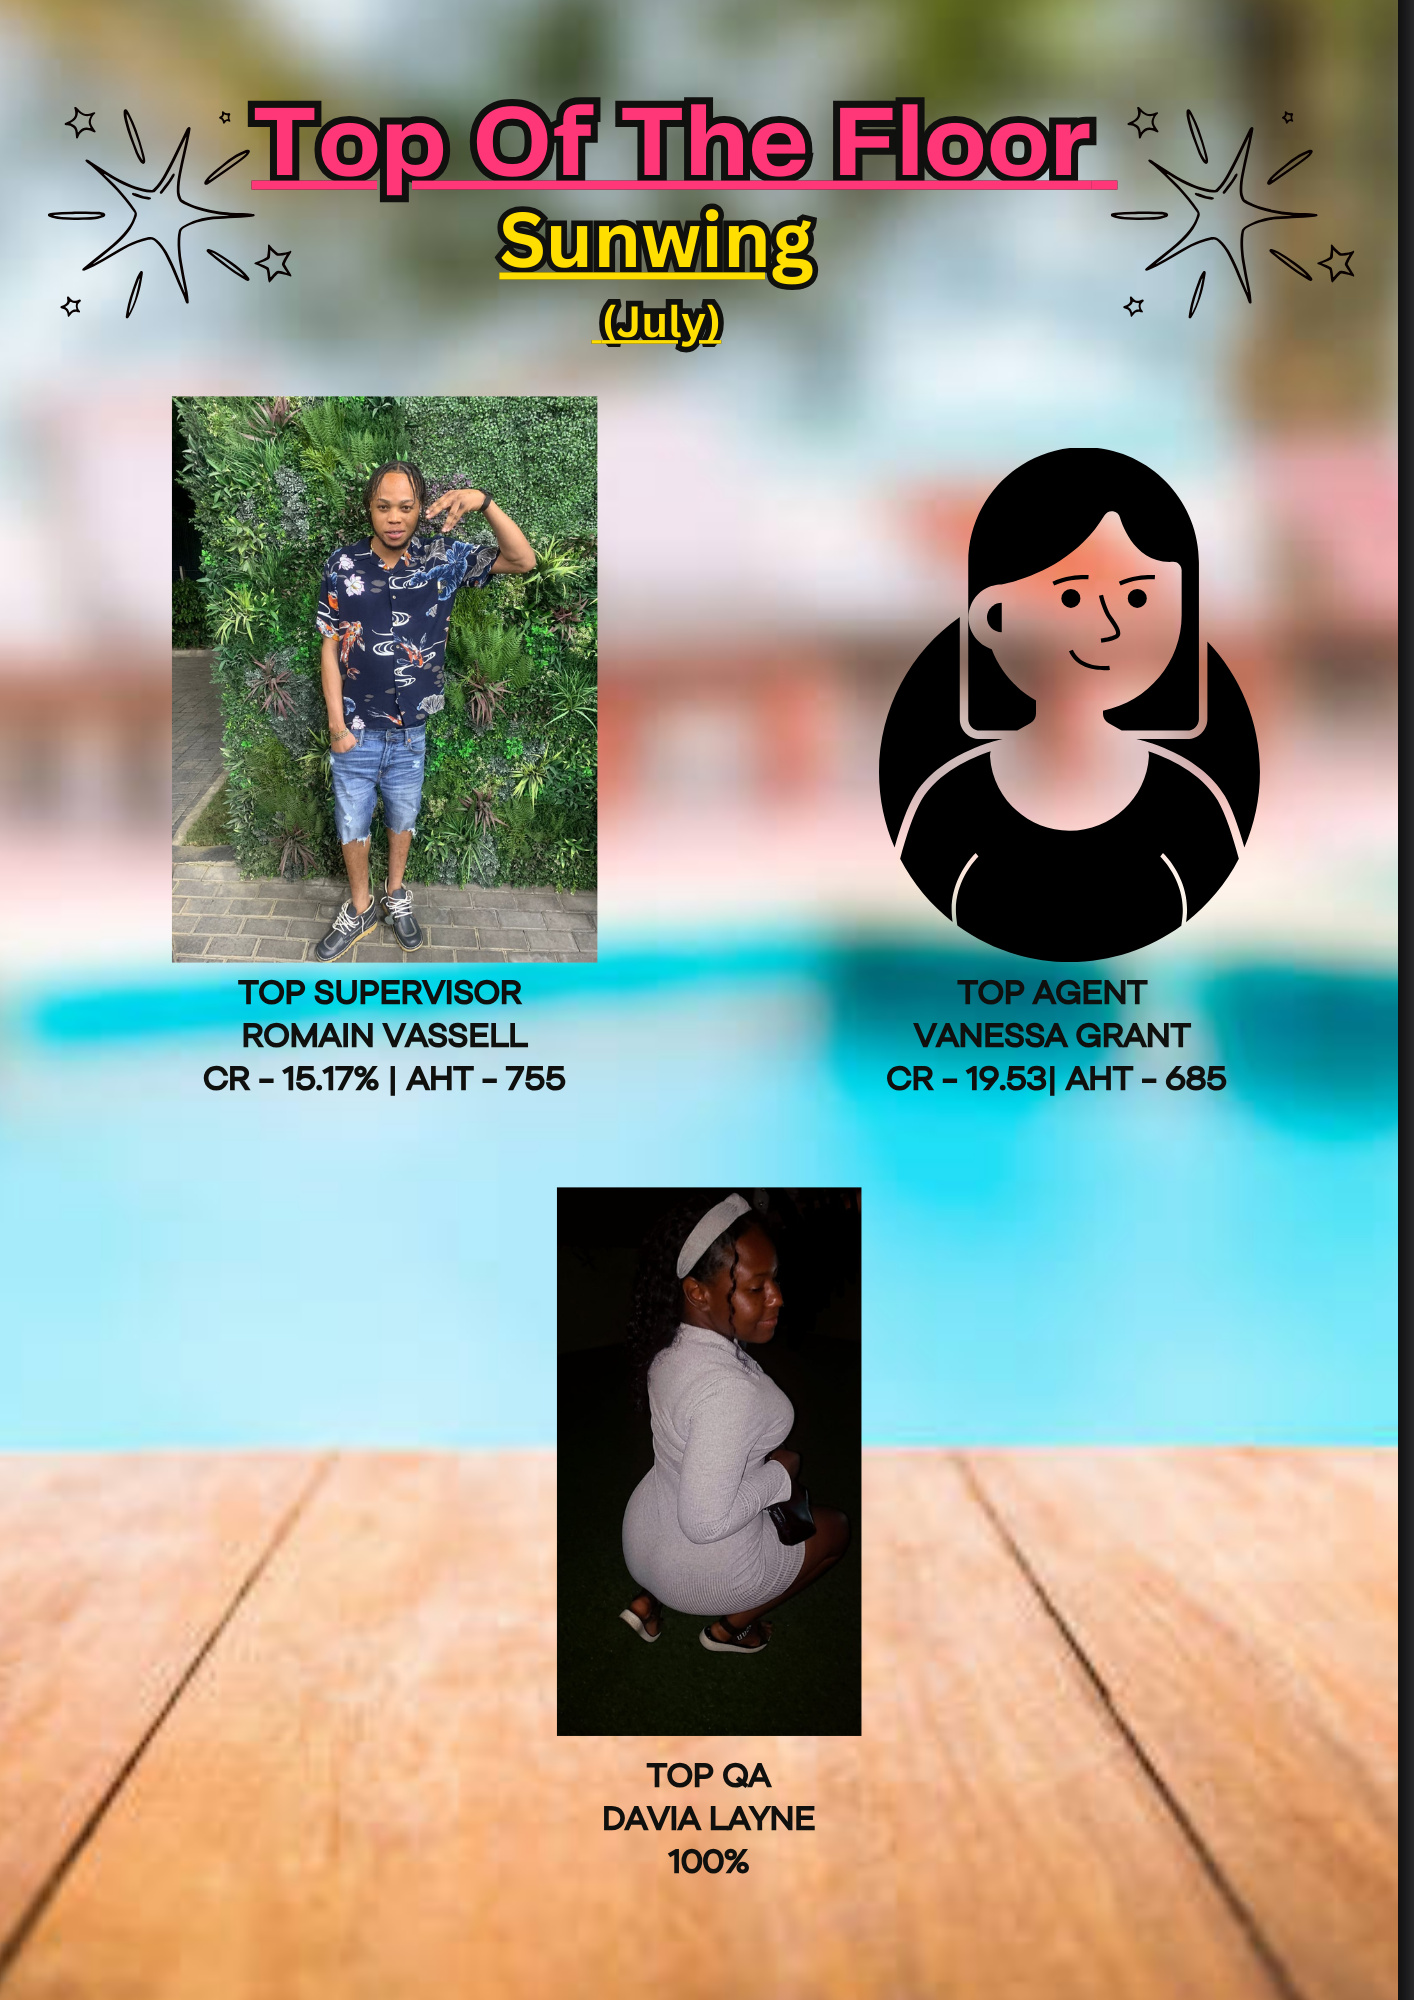 Top Of The Floor
Sunwing
(July)
TOP SUPERVISOR
ROMAIN VASSELL
CR - 15.17% | AHT - 755
TOP AGENT
VANESSA GRANT
CR - 19.53| AHT - 685
TOP QA
DAVIA LAYNE
100%